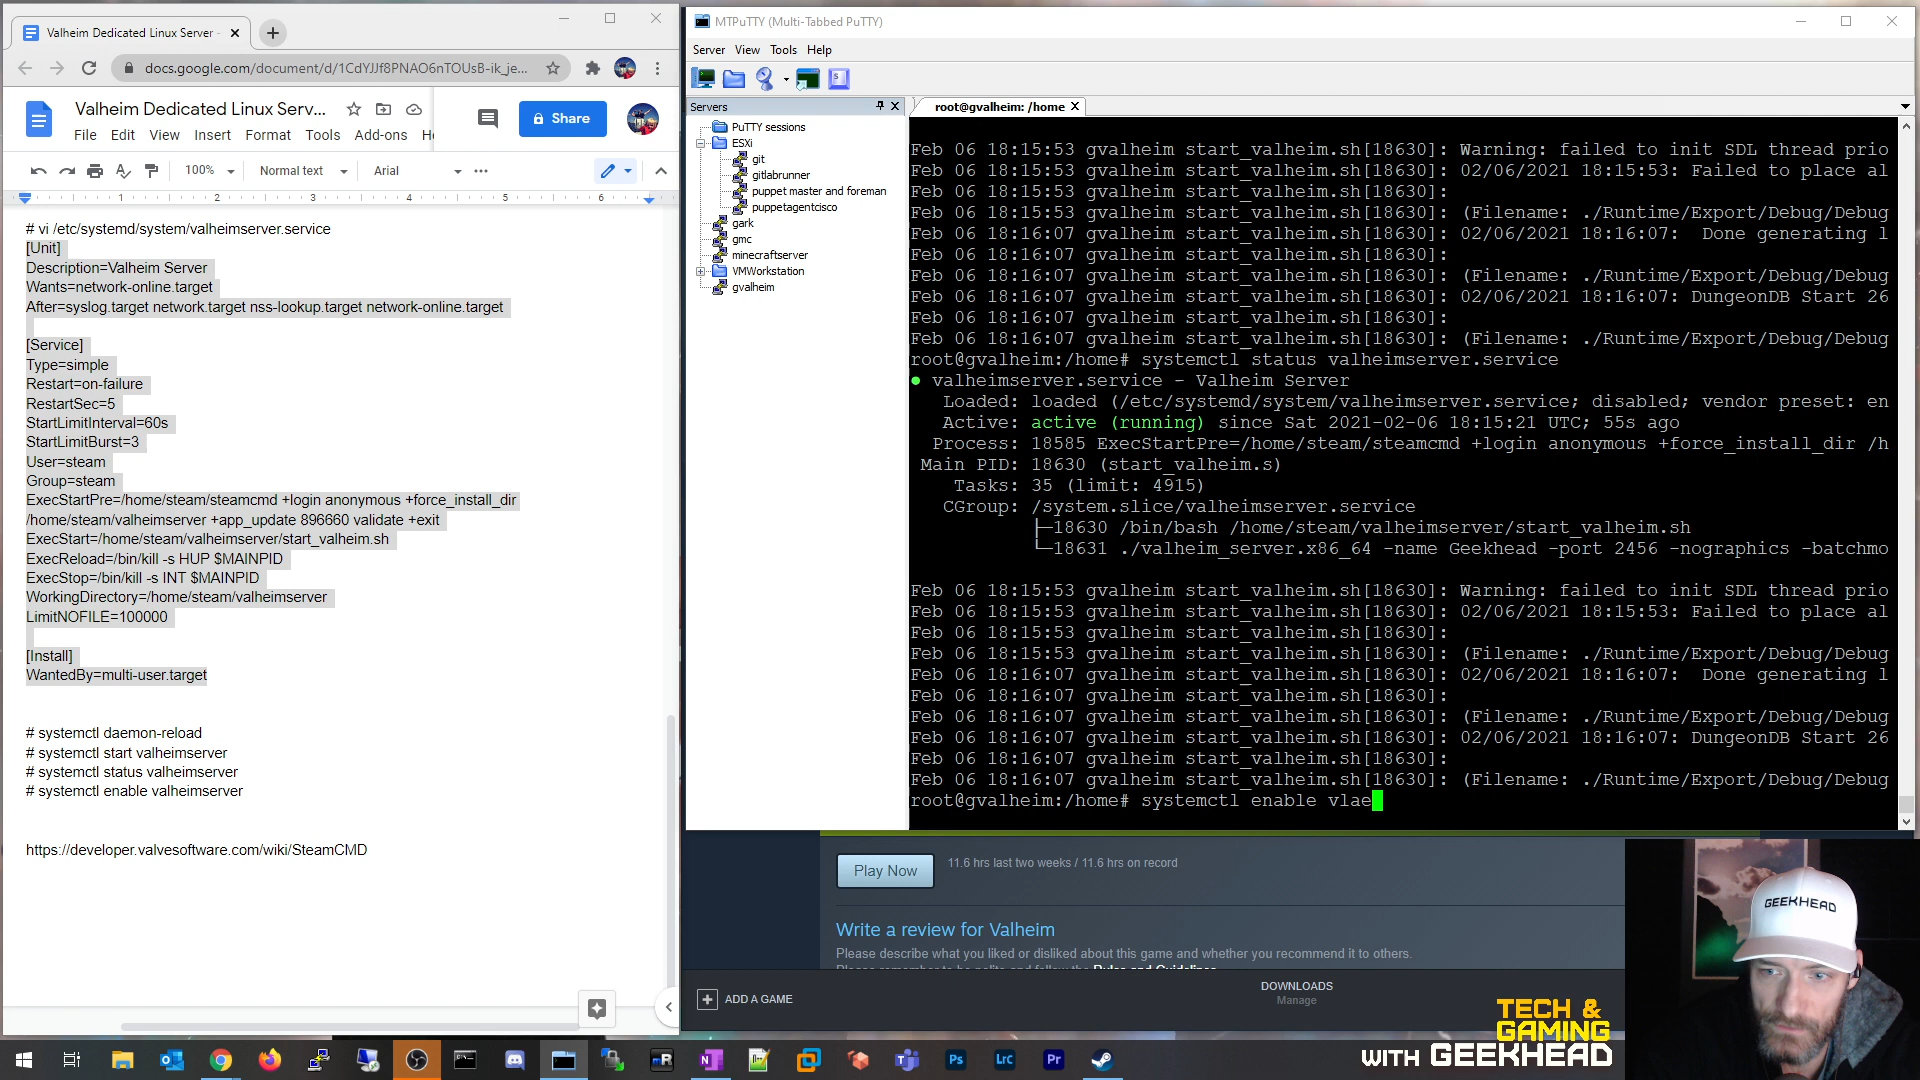 Valheim Dedicated Linux Server -
docs.google.com/document/d/1CdYJJf8PNAO6nTOUsB-ik_je...
Valheim Dedicated Linux Serv...
Share
File Edit View Insert Format Tools Add-ons
100% Normal text Arial
1 2 3 4 5 6
# vi /etc/systemd/system/valheimserver.service
[Unit]
Description=Valheim Server
Wants=network-online.target
After=syslog.target network.target nss-lookup.target network-online.target
[Service]
Type=simple
Restart=on-failure
RestartSec=5
StartLimitInterval=60s
StartLimitBurst=3
User=steam
Group=steam
ExecStartPre=/home/steam/steamcmd +login anonymous +force_install_dir
/home/steam/valheimserver +app_update 896660 validate +exit
ExecStart=/home/steam/valheimserver/start_valheim.sh
ExecReload=/bin/kill -s HUP $MAINPID
ExecStop=/bin/kill -s INT $MAINPID
WorkingDirectory=/home/steam/valheimserver
LimitNOFILE=100000
[Install]
WantedBy=multi-user.target
# systemctl daemon-reload
# systemctl start valheimserver
# systemctl status valheimserver
# systemctl enable valheimserver
https://developer.valvesoftware.com/wiki/SteamCMD
MTPuTTY (Multi-Tabbed PuTTY)
Server View Tools Help
Servers
PuTTY sessions
ESXi
git
gitlabrunner
puppet master and foreman
puppetagentcisco
gark
gmc
minecraftserver
VMWorkstation
gvalheim
root@gvalheim: /home
Feb 06 18:15:53 gvalheim start_valheim.sh[18630]: Warning: failed to init SDL thread prio
Feb 06 18:15:53 gvalheim start_valheim.sh[18630]: 02/06/2021 18:15:53: Failed to place al
Feb 06 18:15:53 gvalheim start_valheim.sh[18630]:
Feb 06 18:15:53 gvalheim start_valheim.sh[18630]: (Filename: ./Runtime/Export/Debug/Debug
Feb 06 18:16:07 gvalheim start_valheim.sh[18630]: 02/06/2021 18:16:07:  Done generating l
Feb 06 18:16:07 gvalheim start_valheim.sh[18630]:
Feb 06 18:16:07 gvalheim start_valheim.sh[18630]: (Filename: ./Runtime/Export/Debug/Debug
Feb 06 18:16:07 gvalheim start_valheim.sh[18630]: 02/06/2021 18:16:07: DungeonDB Start 26
Feb 06 18:16:07 gvalheim start_valheim.sh[18630]:
Feb 06 18:16:07 gvalheim start_valheim.sh[18630]: (Filename: ./Runtime/Export/Debug/Debug
root@gvalheim:/home# systemctl status valheimserver.service
● valheimserver.service - Valheim Server
Loaded: loaded (/etc/systemd/system/valheimserver.service; disabled; vendor preset: en
Active: active (running) since Sat 2021-02-06 18:15:21 UTC; 55s ago
Process: 18585 ExecStartPre=/home/steam/steamcmd +login anonymous +force_install_dir /h
Main PID: 18630 (start_valheim.s)
Tasks: 35 (limit: 4915)
CGroup: /system.slice/valheimserver.service
├─18630 /bin/bash /home/steam/valheimserver/start_valheim.sh
└─18631 ./valheim_server.x86_64 -name Geekhead -port 2456 -nographics -batchmo
Feb 06 18:15:53 gvalheim start_valheim.sh[18630]: Warning: failed to init SDL thread prio
Feb 06 18:15:53 gvalheim start_valheim.sh[18630]: 02/06/2021 18:15:53: Failed to place al
Feb 06 18:15:53 gvalheim start_valheim.sh[18630]:
Feb 06 18:15:53 gvalheim start_valheim.sh[18630]: (Filename: ./Runtime/Export/Debug/Debug
Feb 06 18:16:07 gvalheim start_valheim.sh[18630]: 02/06/2021 18:16:07:  Done generating l
Feb 06 18:16:07 gvalheim start_valheim.sh[18630]:
Feb 06 18:16:07 gvalheim start_valheim.sh[18630]: (Filename: ./Runtime/Export/Debug/Debug
Feb 06 18:16:07 gvalheim start_valheim.sh[18630]: 02/06/2021 18:16:07: DungeonDB Start 26
Feb 06 18:16:07 gvalheim start_valheim.sh[18630]:
Feb 06 18:16:07 gvalheim start_valheim.sh[18630]: (Filename: ./Runtime/Export/Debug/Debug
root@gvalheim:/home# systemctl enable vlae
Play Now
11.6 hrs last two weeks / 11.6 hrs on record
Write a review for Valheim
Please describe what you liked or disliked about this game and whether you recommend it to others.
ADD A GAME
DOWNLOADS
Manage
GEEKHEAD
TECH &
GAMING
WITH GEEKHEAD
Ps Lrc Pr